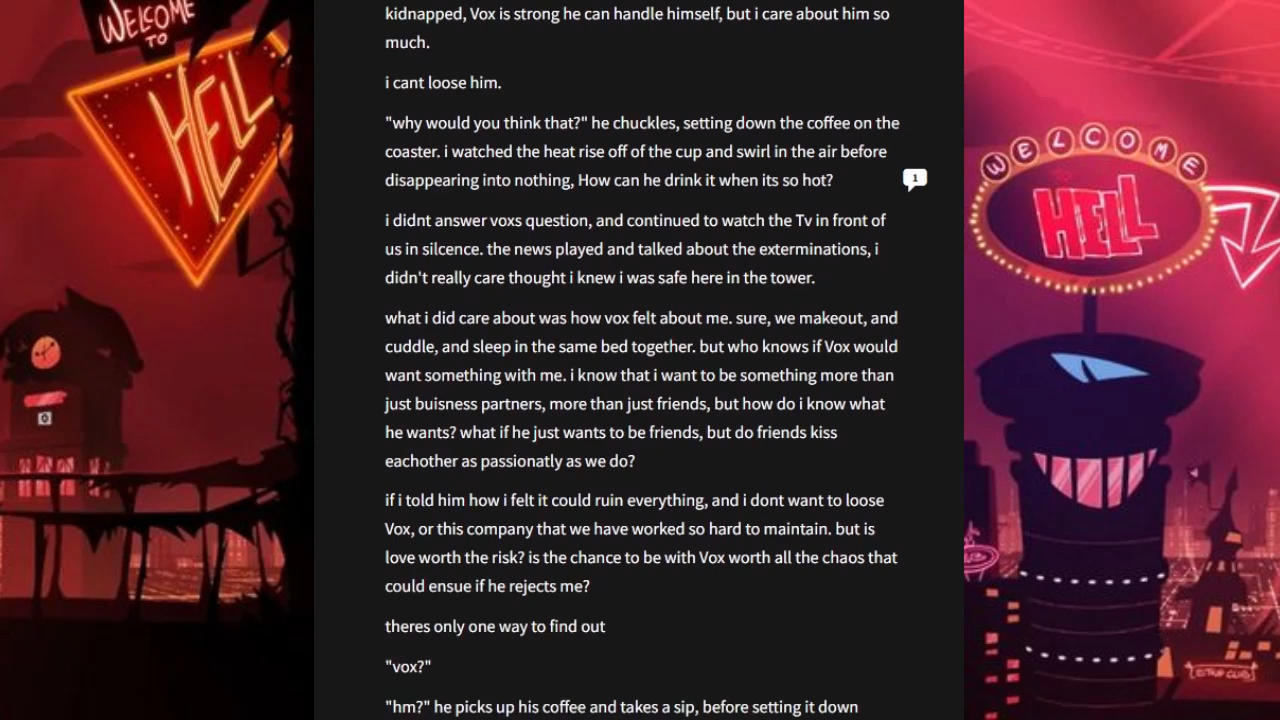 WELCOME
TO
HELL
kidnapped, Vox is strong he can handle himself, but i care about him so
much.
i cant loose him.
"why would you think that?" he chuckles, setting down the coffee on the
coaster. i watched the heat rise off of the cup and swirl in the air before
disappearing into nothing, How can he drink it when its so hot?
1
i didnt answer voxs question, and continued to watch the Tv in front of
us in silcence. the news played and talked about the exterminations, i
didn't really care thought i knew i was safe here in the tower.
what i did care about was how vox felt about me. sure, we makeout, and
cuddle, and sleep in the same bed together. but who knows if Vox would
want something with me. i know that i want to be something more than
just buisness partners, more than just friends, but how do i know what
he wants? what if he just wants to be friends, but do friends kiss
eachother as passionatly as we do?
if i told him how i felt it could ruin everything, and i dont want to loose
Vox, or this company that we have worked so hard to maintain. but is
love worth the risk? is the chance to be with Vox worth all the chaos that
could ensue if he rejects me?
theres only one way to find out
"vox?"
"hm?" he picks up his coffee and takes a sip, before setting it down
WELCOME
HELL